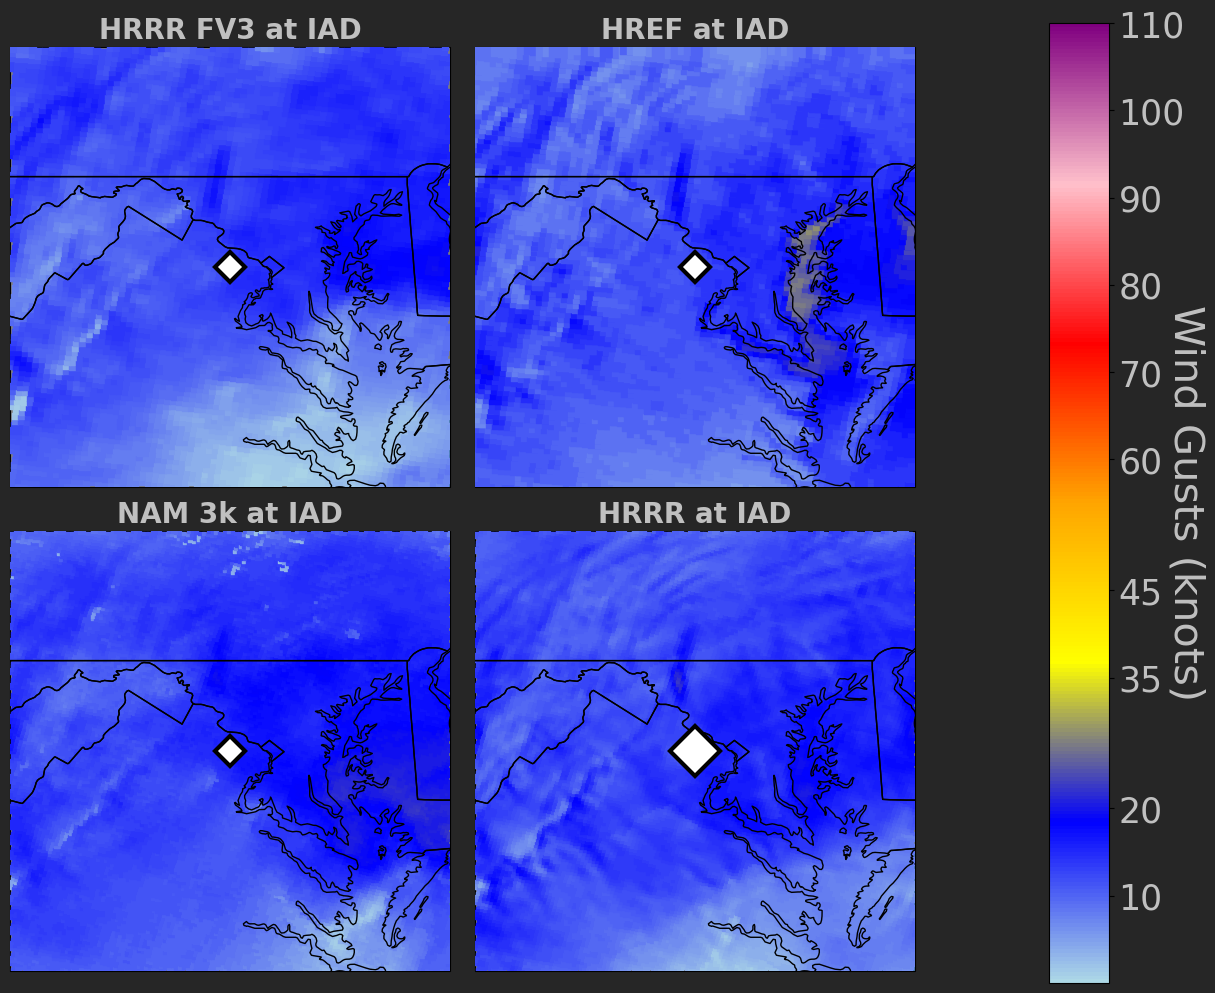 HRRR FV3 at IAD
HREF at IAD
NAM 3k at IAD
HRRR at IAD
110
100
90
80
70
60
45
35
20
10
Wind Gusts (knots)